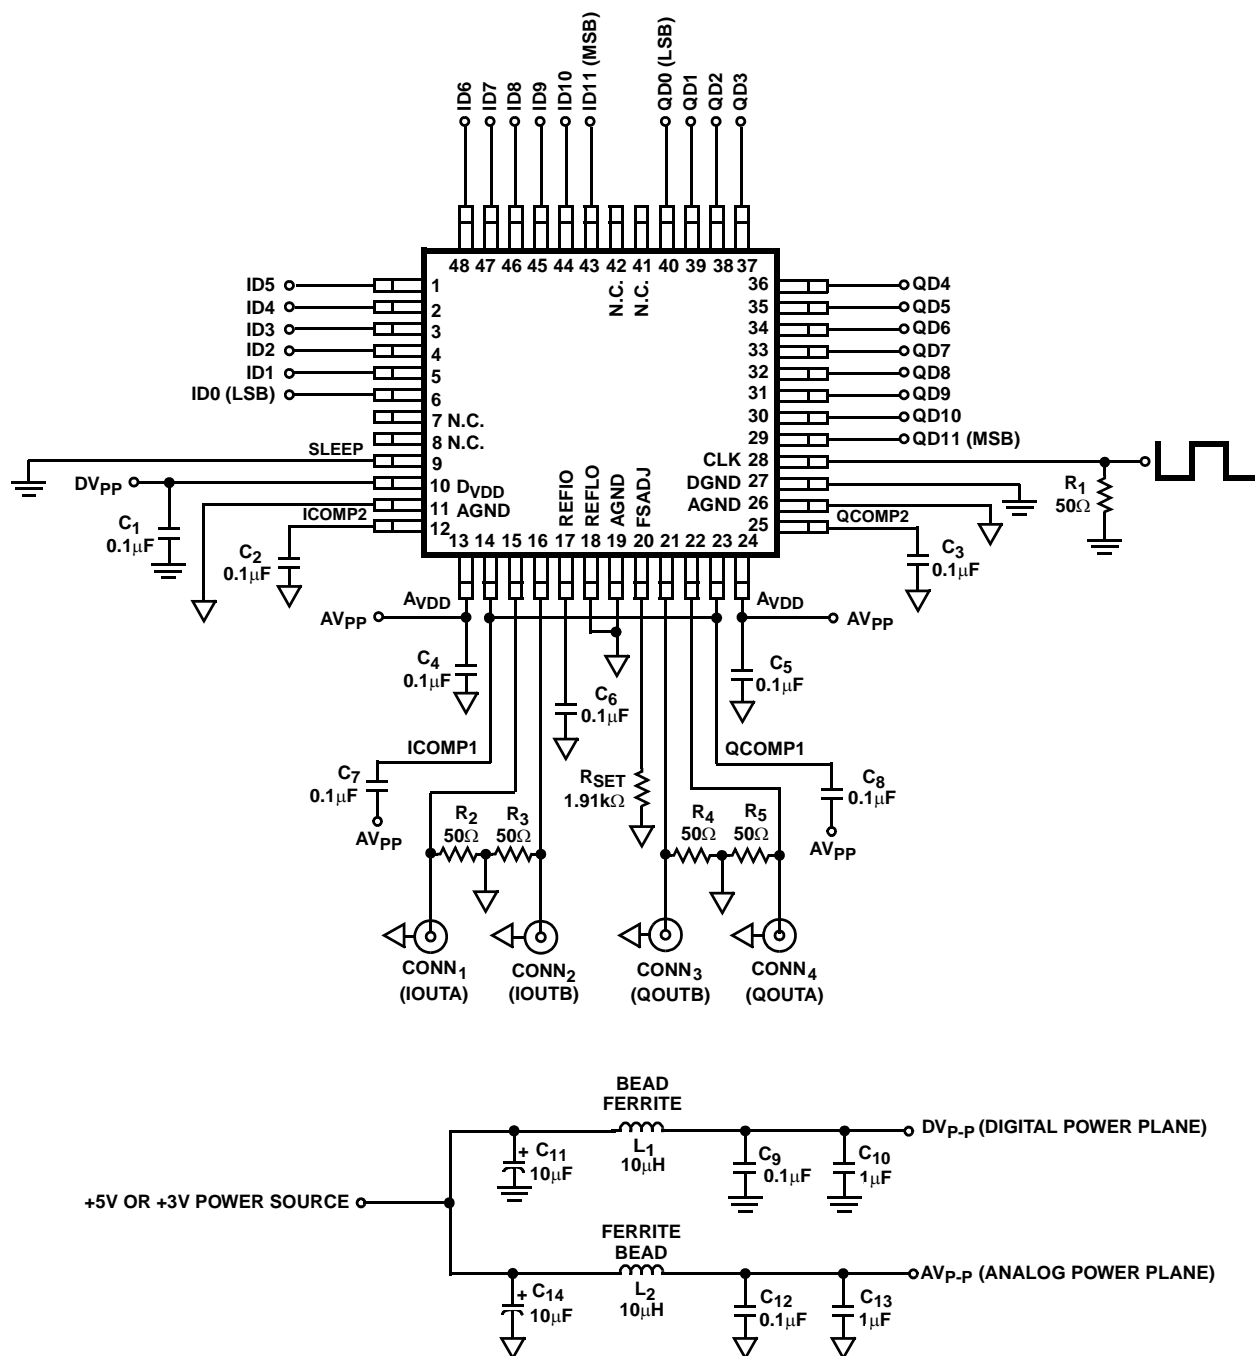 ID6
ID7
ID8
ID9
ID10
ID11 (MSB)
QD0 (LSB)
QD1
QD2
QD3
48 47 46 45 44 43 42 41 40 39 38 37
N.C.
N.C.
ID5
ID4
ID3
ID2
ID1
ID0 (LSB)
1
2
3
4
5
6
7 N.C.
8 N.C.
SLEEP
9
DVPP
10 DVDD
11 AGND
ICOMP2
12
C1
0.1µF
C2
0.1µF
36
QD4
35
QD5
34
QD6
33
QD7
32
QD8
31
QD9
30
QD10
29
QD11 (MSB)
CLK 28
DGND 27
AGND 26
25
QCOMP2
R1
50Ω
C3
0.1µF
REFIO
REFLO
AGND
FSADJ
13 14 15 16 17 18 19 20 21 22 23 24
AVDD
AVPP
AVDD
AVPP
C4
0.1µF
C5
0.1µF
C6
0.1µF
ICOMP1
QCOMP1
C7
0.1µF
AVPP
RSET
1.91kΩ
C8
0.1µF
AVPP
R2
50Ω
R3
50Ω
R4
50Ω
R5
50Ω
CONN1
(IOUTA)
CONN2
(IOUTB)
CONN3
(QOUTB)
CONN4
(QOUTA)
BEAD
FERRITE
L1
10µH
+ C11
10µF
C9
0.1µF
C10
1µF
DVP-P (DIGITAL POWER PLANE)
+5V OR +3V POWER SOURCE
FERRITE
BEAD
L2
10µH
+ C14
10µF
C12
0.1µF
C13
1µF
AVP-P (ANALOG POWER PLANE)